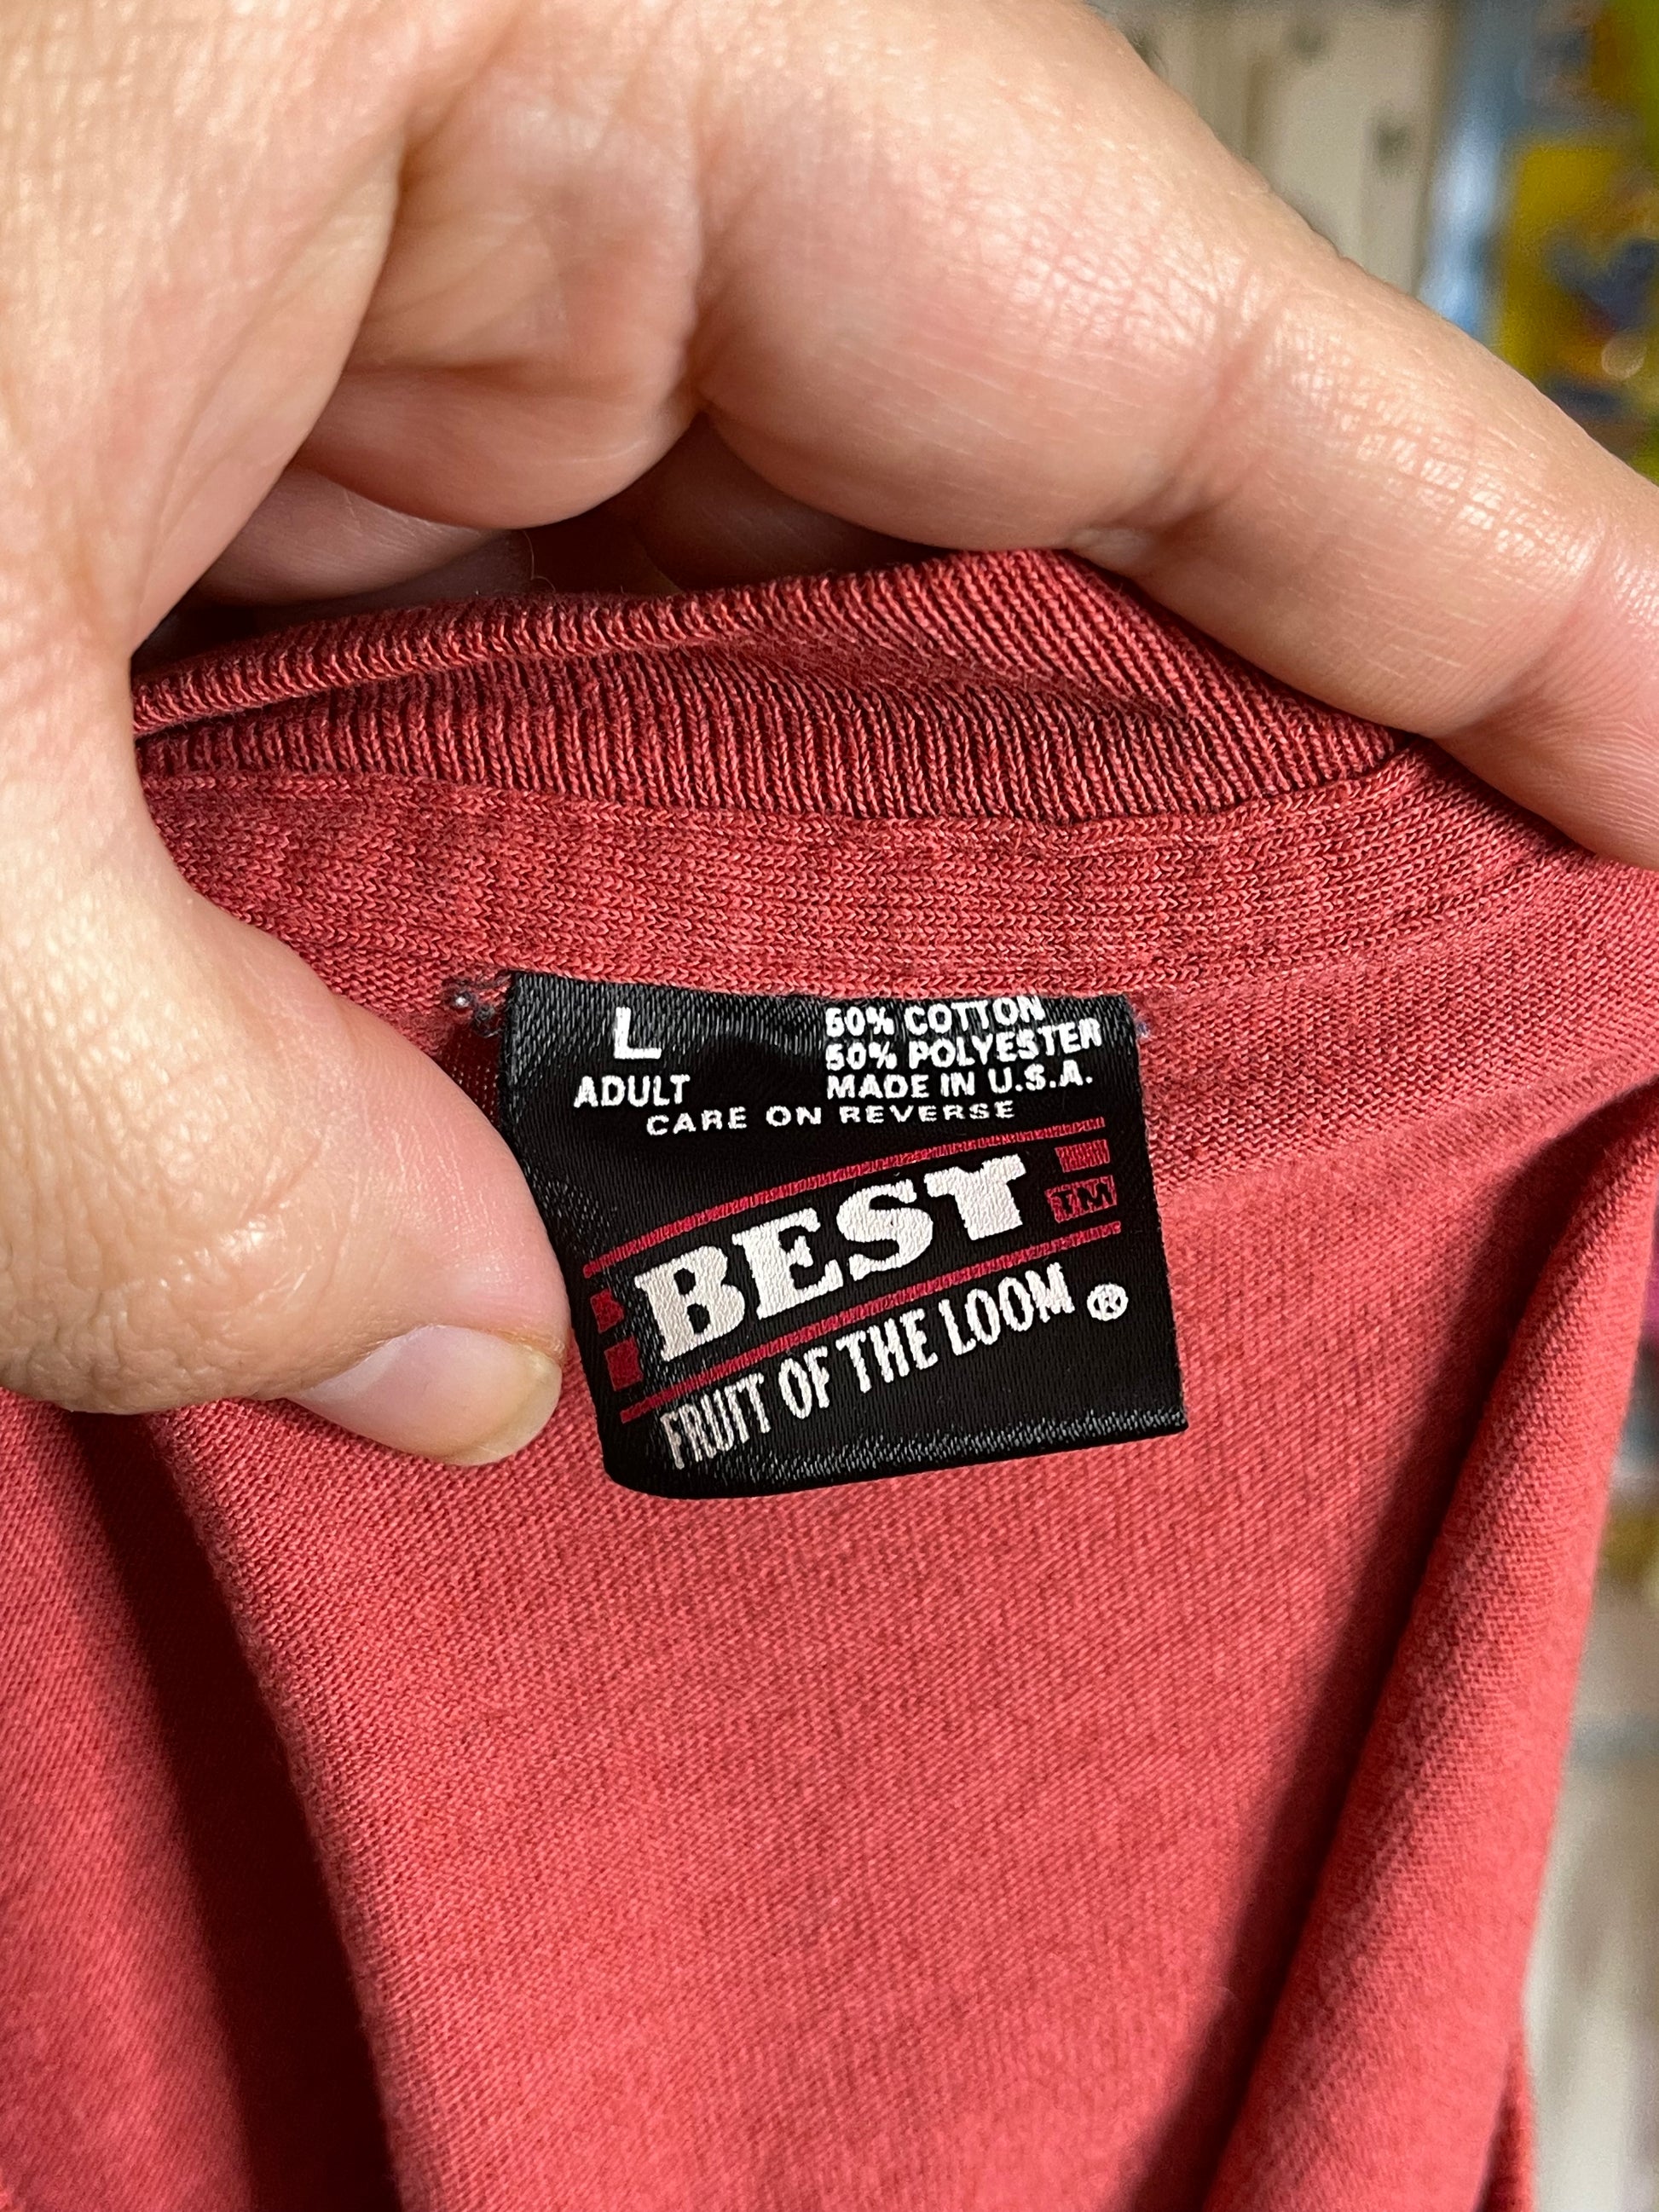 L
ADULT
50% COTTON
50% POLYESTER
MADE IN U.S.A.
CARE ON REVERSE
BEST TM
FRUIT OF THE LOOM ®